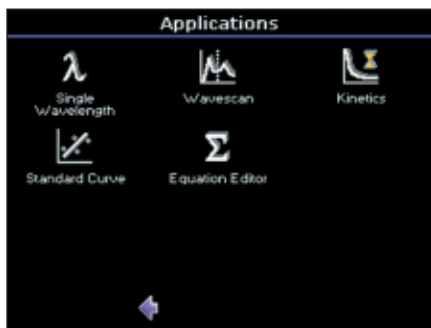 Applications
λ
Single
Wavelength
Wavescan
Kinetics
Standard Curve
Σ
Equation Editor